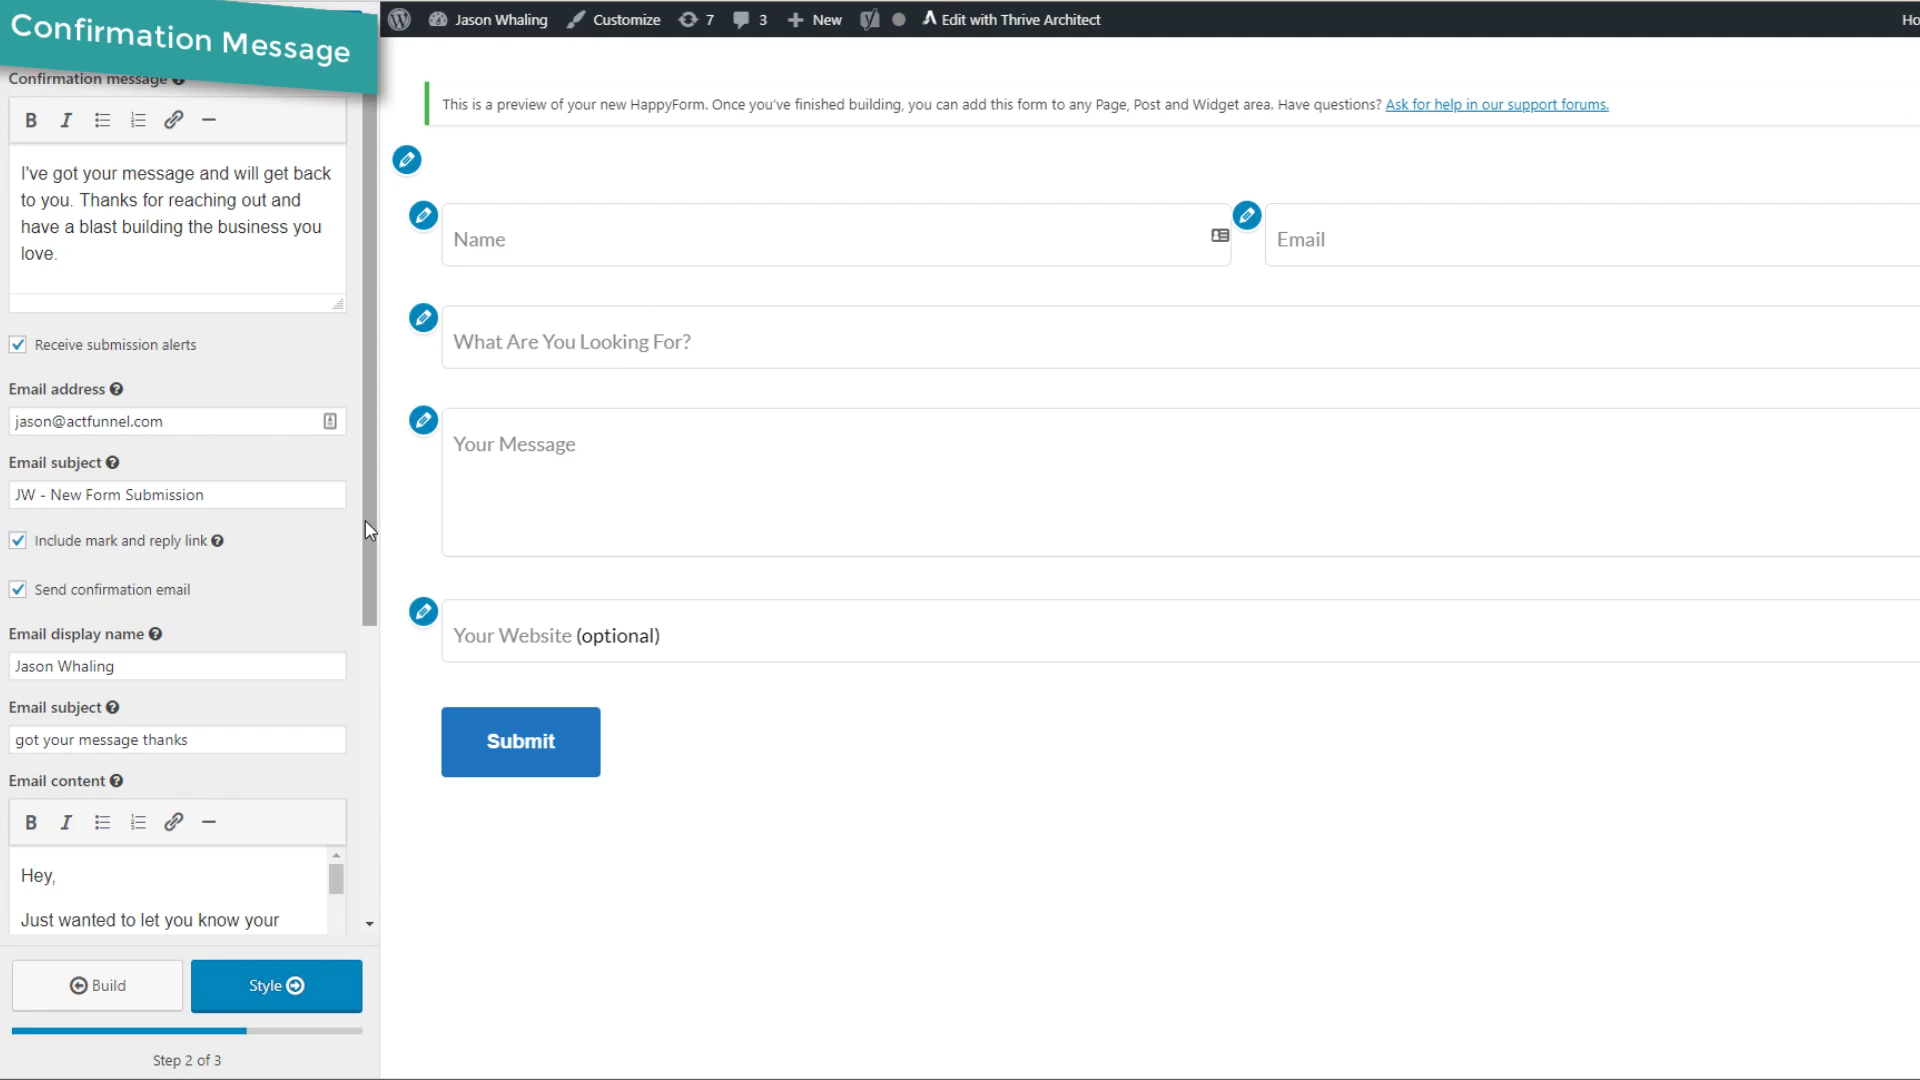 Confirmation Message
Jason Whaling
Customize
7
3
New
Edit with Thrive Architect
Ho
Confirmation message
B I
I've got your message and will get back
to you. Thanks for reaching out and
have a blast building the business you
love.
Receive submission alerts
Email address
jason@actfunnel.com
Email subject
JW - New Form Submission
Include mark and reply link
Send confirmation email
Email display name
Jason Whaling
Email subject
got your message thanks
Email content
B I
Hey,
Just wanted to let you know your
Build
Style
Step 2 of 3
This is a preview of your new HappyForm. Once you've finished building, you can add this form to any Page, Post and Widget area. Have questions? Ask for help in our support forums.
Name
Email
What Are You Looking For?
Your Message
Your Website (optional)
Submit